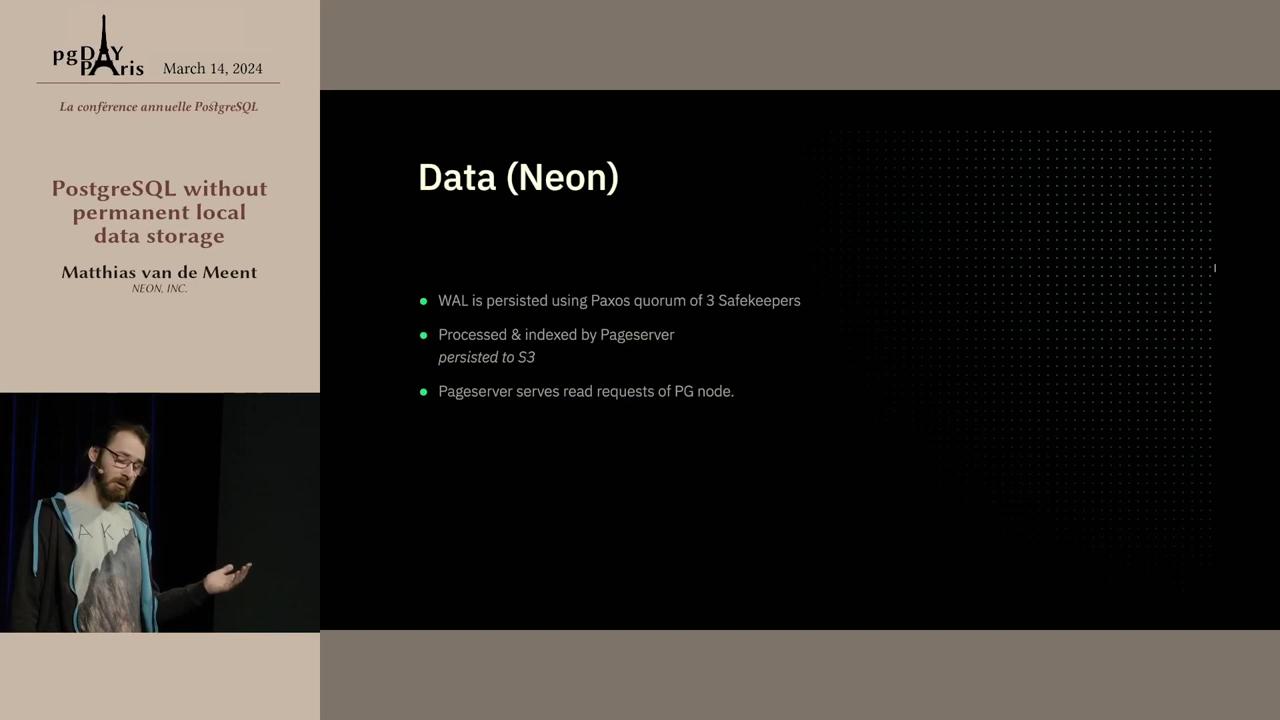 pgDAY
PAris
March 14, 2024
La conférence annuelle PostgreSQL
PostgreSQL without
permanent local
data storage
Matthias van de Meent
NEON, INC.
Data (Neon)
WAL is persisted using Paxos quorum of 3 Safekeepers
Processed & indexed by Pageserver
persisted to S3
Pageserver serves read requests of PG node.